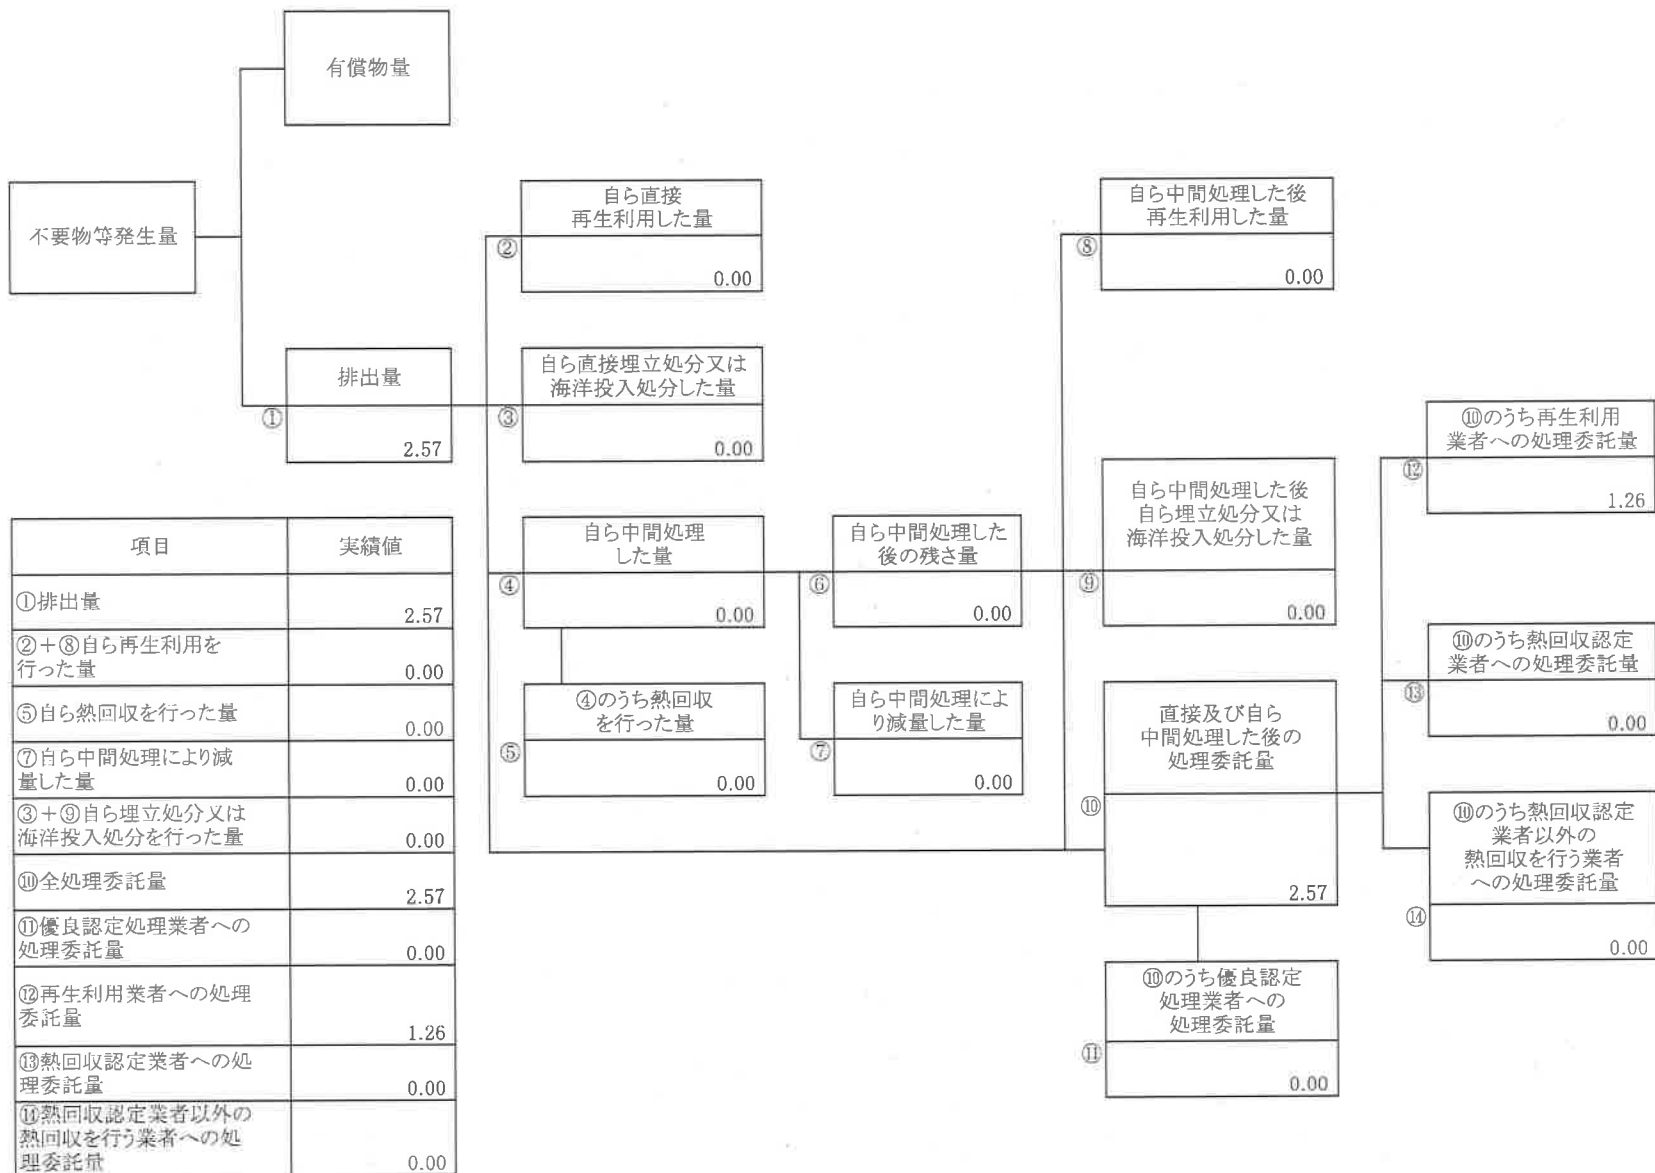 有償物量
不要物等発生量
自ら直接
再生利用した量
②
0.00
自ら中間処理した後
再生利用した量
⑧
0.00
排出量
①
2.57
自ら直接埋立処分又は
海洋投入処分した量
③
0.00
⑩のうち再生利用
業者への処理委託量
⑫
1.26
自ら中間処理
した量
④
0.00
自ら中間処理した
後の残さ量
⑥
0.00
自ら中間処理した後
自ら埋立処分又は
海洋投入処分した量
⑨
0.00
⑩のうち熱回収認定
業者への処理委託量
⑬
0.00
④のうち熱回収
を行った量
⑤
0.00
自ら中間処理によ
り減量した量
⑦
0.00
直接及び自ら
中間処理した後の
処理委託量
⑩
2.57
⑩のうち熱回収認定
業者以外の
熱回収を行う業者
への処理委託量
⑭
0.00
⑩のうち優良認定
処理業者への
処理委託量
⑪
0.00
項目 実績値
①排出量
2.57
②+⑧自ら再生利用を
行った量 0.00
⑤自ら熱回収を行った量
0.00
⑦自ら中間処理により減
量した量 0.00
③+⑨自ら埋立処分又は
海洋投入処分を行った量 0.00
⑩全処理委託量
2.57
⑪優良認定処理業者への
処理委託量 0.00
⑫再生利用業者への処理
委託量
1.26
⑬熱回収認定業者への処
理委託量 0.00
⑭熱回収認定業者以外の
熱回収を行う業者への処
理委託量 0.00